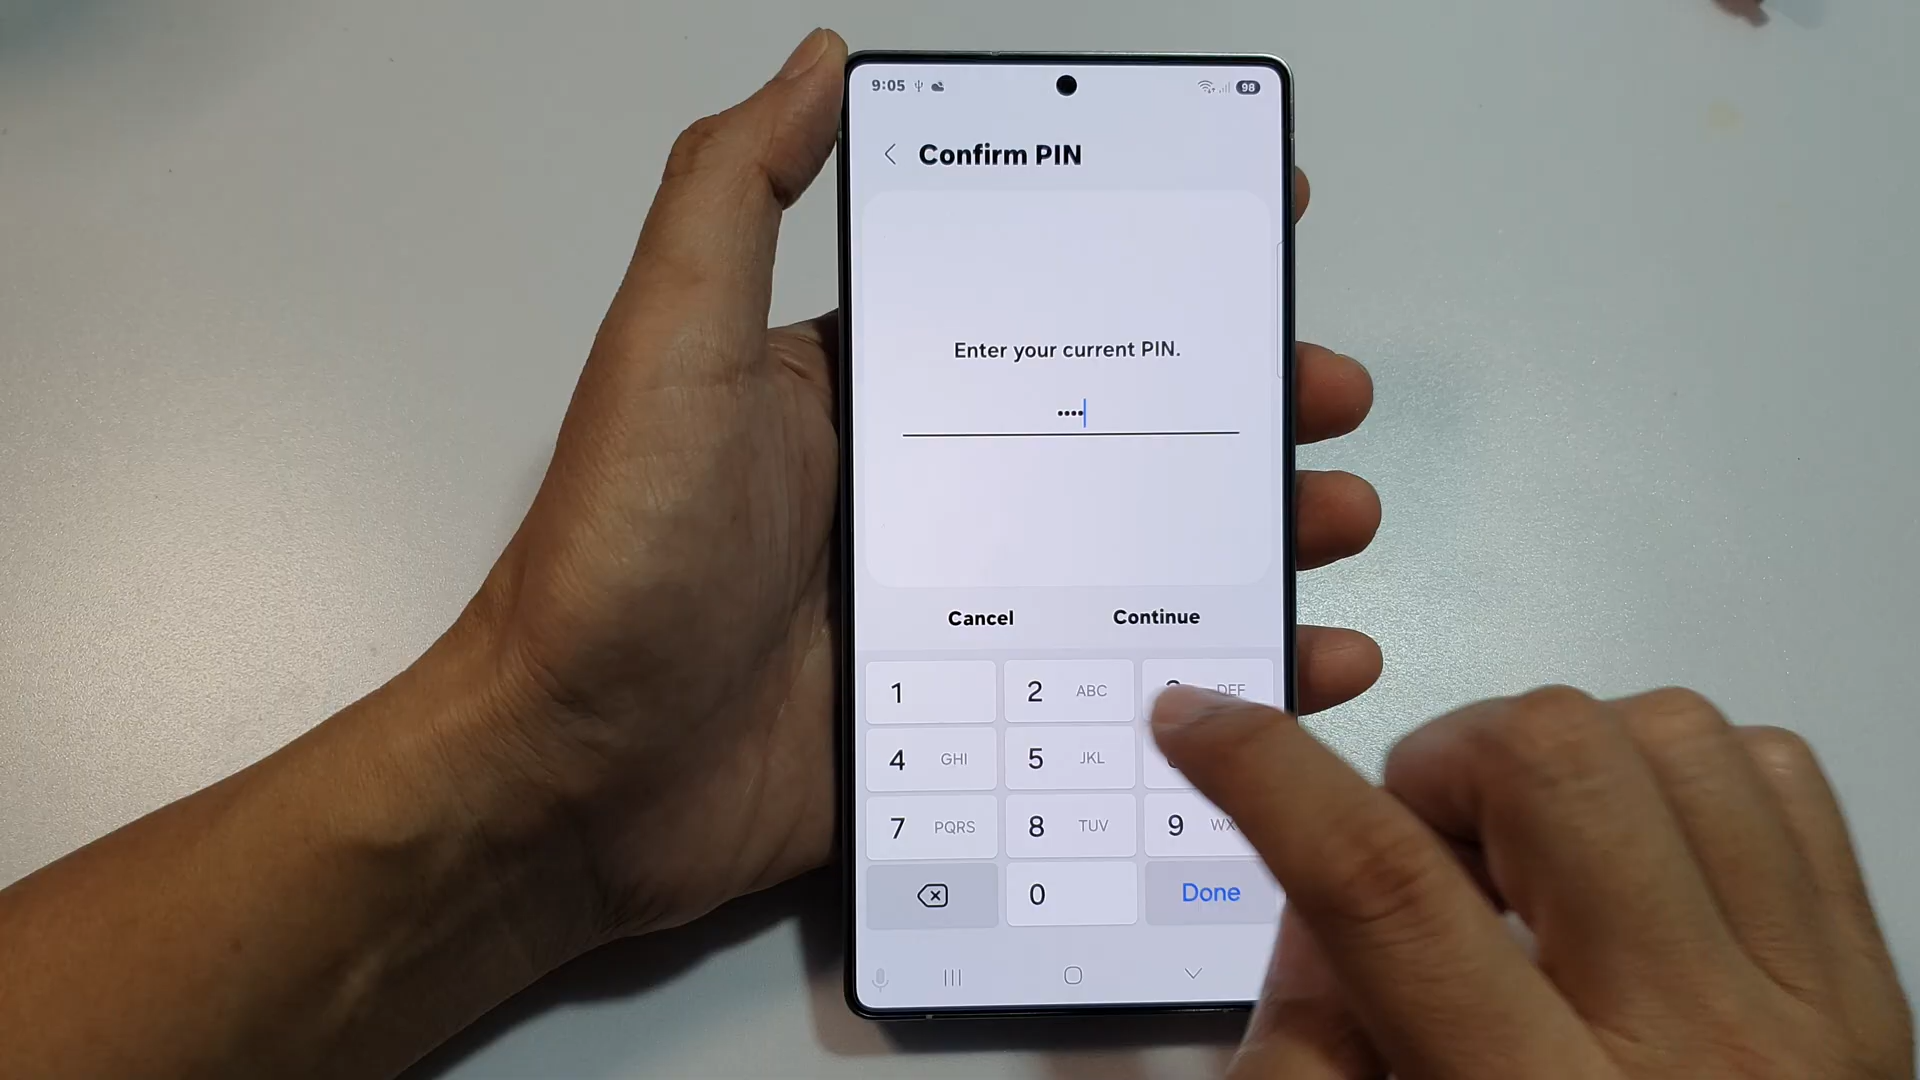 9:05 98
Confirm PIN
Enter your current PIN.
••••
Cancel Continue
1 2 ABC DEF
4 GHI 5 JKL
7 PQRS 8 TUV 9 WX
0 Done